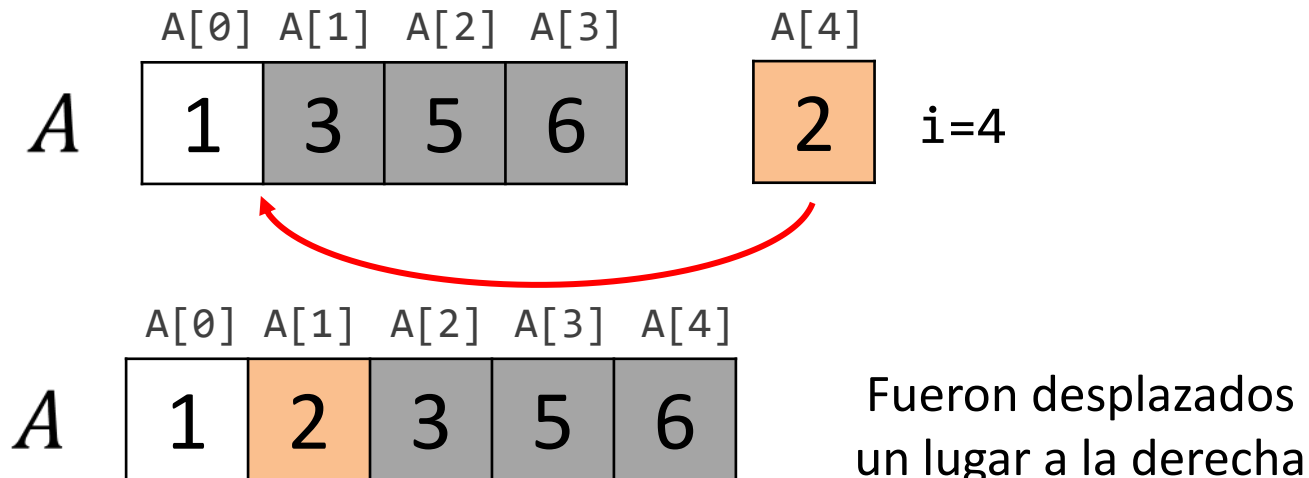 A[0] A[1] A[2] A[3] A[4]
A 1 3 5 6 2 i=4
A[0] A[1] A[2] A[3] A[4]
A 1 2 3 5 6
Fueron desplazados
un lugar a la derecha